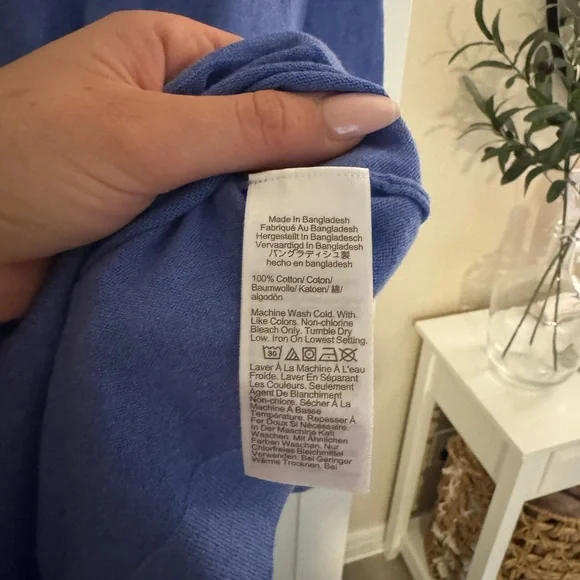 Made In Bangladesh
Fabriqué Au Bangladesh
Hergestellt In Bangladesch
Vervaardigd In Bangladesh
バングラディシュ製
hecho en bangladesh
100% Cotton/ Coton/
Baumwolle/ Katoen/ 綿/
algodón
Machine Wash Cold. With
Like Colors. Non-chlorine
Bleach Only. Tumble Dry
Low. Iron On Lowest Setting.
30
Laver À La Machine À L'eau
Froide. Laver En Séparant
Les Couleurs. Seulement
Agent De Blanchiment
Non-chlore. Sécher À La
Machine À Basse
Température. Repasser À
Fer Doux Si Nécessaire.
In Der Maschine Kalt
Waschen. Mit Ähnlichen
Farben Waschen. Nur
Chlorfreies Bleichmittel
Verwenden. Bei Geringer
Wärme Trocknen. Bei